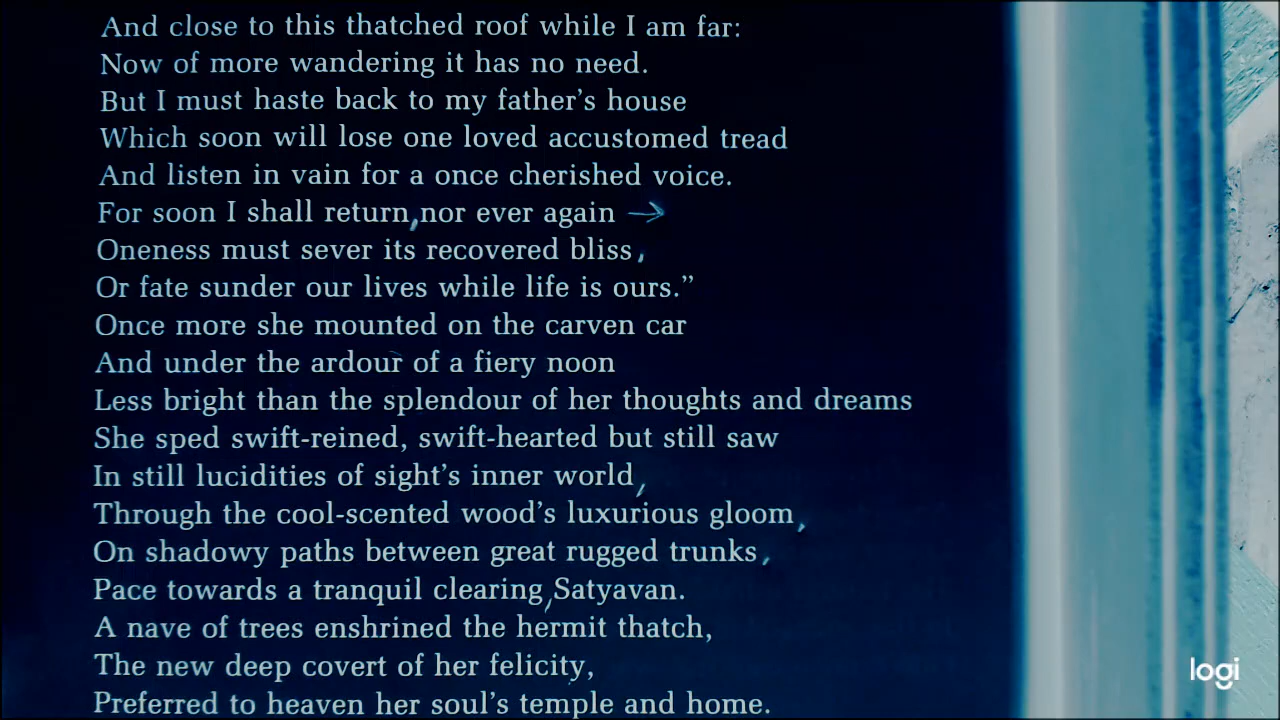 And close to this thatched roof while I am far:
Now of more wandering it has no need.
But I must haste back to my father’s house
Which soon will lose one loved accustomed tread
And listen in vain for a once cherished voice.
For soon I shall return, nor ever again →
Oneness must sever its recovered bliss,
Or fate sunder our lives while life is ours.”
Once more she mounted on the carven car
And under the ardour of a fiery noon
Less bright than the splendour of her thoughts and dreams
She sped swift-reined, swift-hearted but still saw
In still lucidities of sight’s inner world,
Through the cool-scented wood’s luxurious gloom,
On shadowy paths between great rugged trunks,
Pace towards a tranquil clearing, Satyavan.
A nave of trees enshrined the hermit thatch,
The new deep covert of her felicity,
Preferred to heaven her soul’s temple and home.
logi